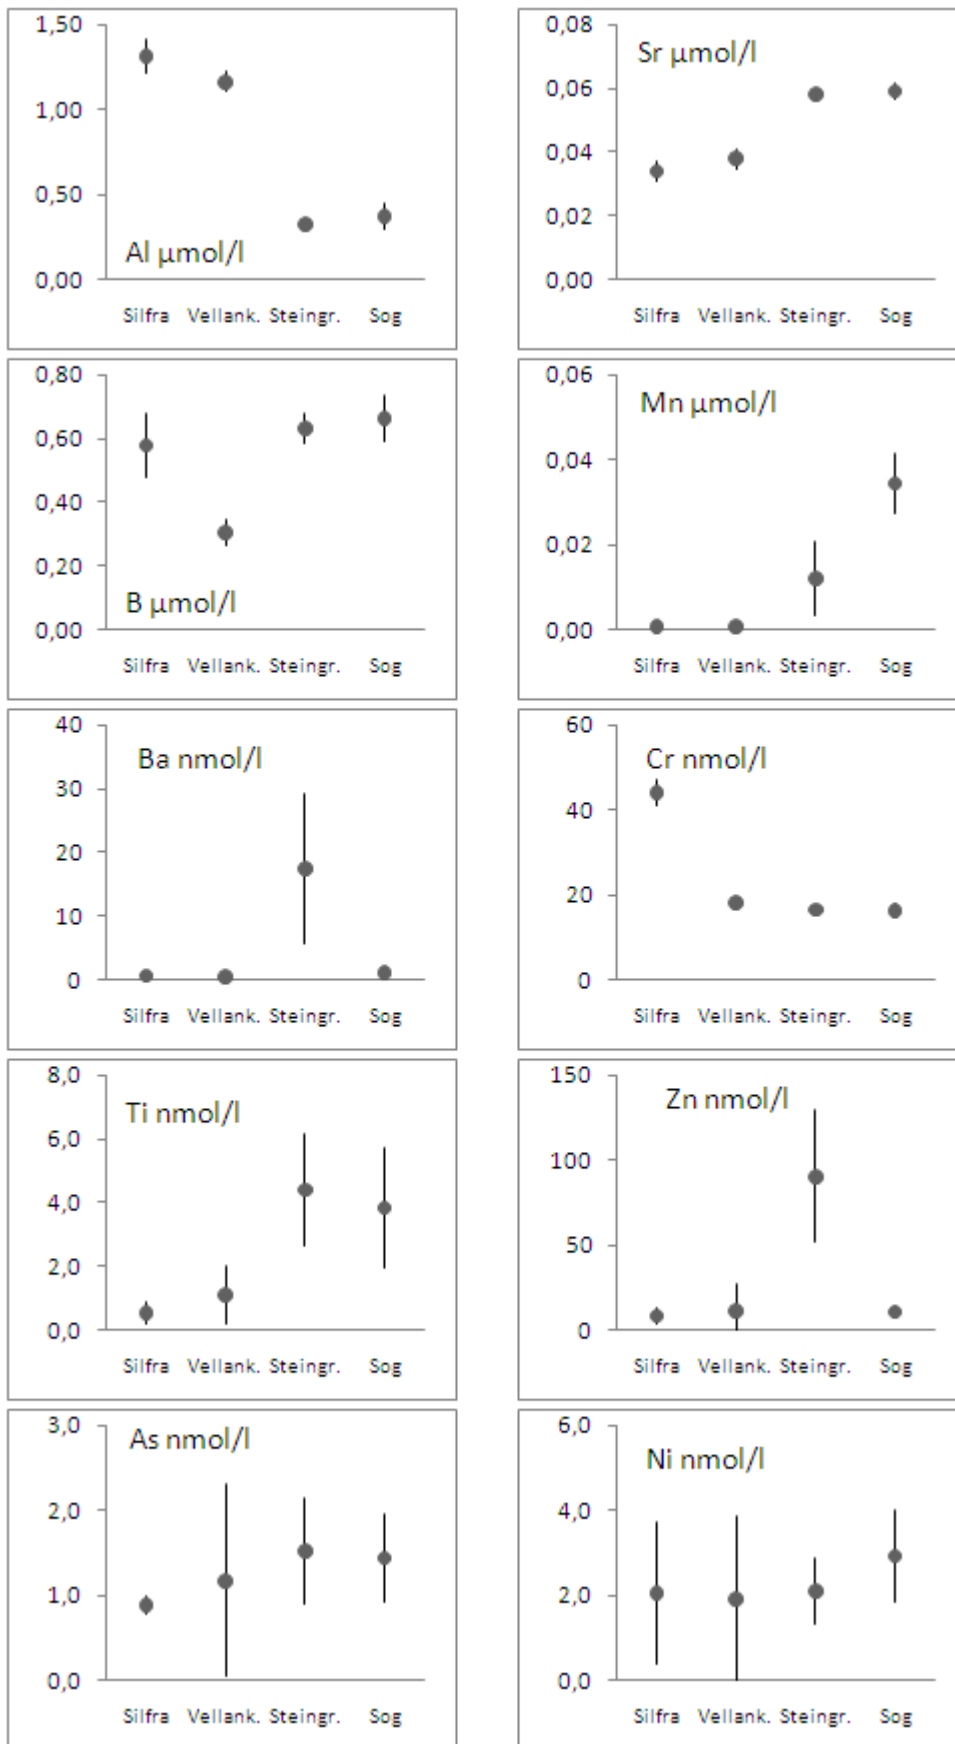 1,50
1,00
0,50
0,00
Al µmol/l
Silfra Vellank. Steingr. Sog
0,08
0,06
0,04
0,02
0,00
Sr µmol/l
Silfra Vellank. Steingr. Sog
0,80
0,60
0,40
0,20
0,00
B µmol/l
Silfra Vellank. Steingr. Sog
0,06
0,04
0,02
0,00
Mn µmol/l
Silfra Vellank. Steingr. Sog
40
30
20
10
0
Ba nmol/l
Silfra Vellank. Steingr. Sog
60
40
20
0
Cr nmol/l
Silfra Vellank. Steingr. Sog
8,0
6,0
4,0
2,0
0,0
Ti nmol/l
Silfra Vellank. Steingr. Sog
150
100
50
0
Zn nmol/l
Silfra Vellank. Steingr. Sog
3,0
2,0
1,0
0,0
As nmol/l
Silfra Vellank. Steingr. Sog
6,0
4,0
2,0
0,0
Ni nmol/l
Silfra Vellank. Steingr. Sog